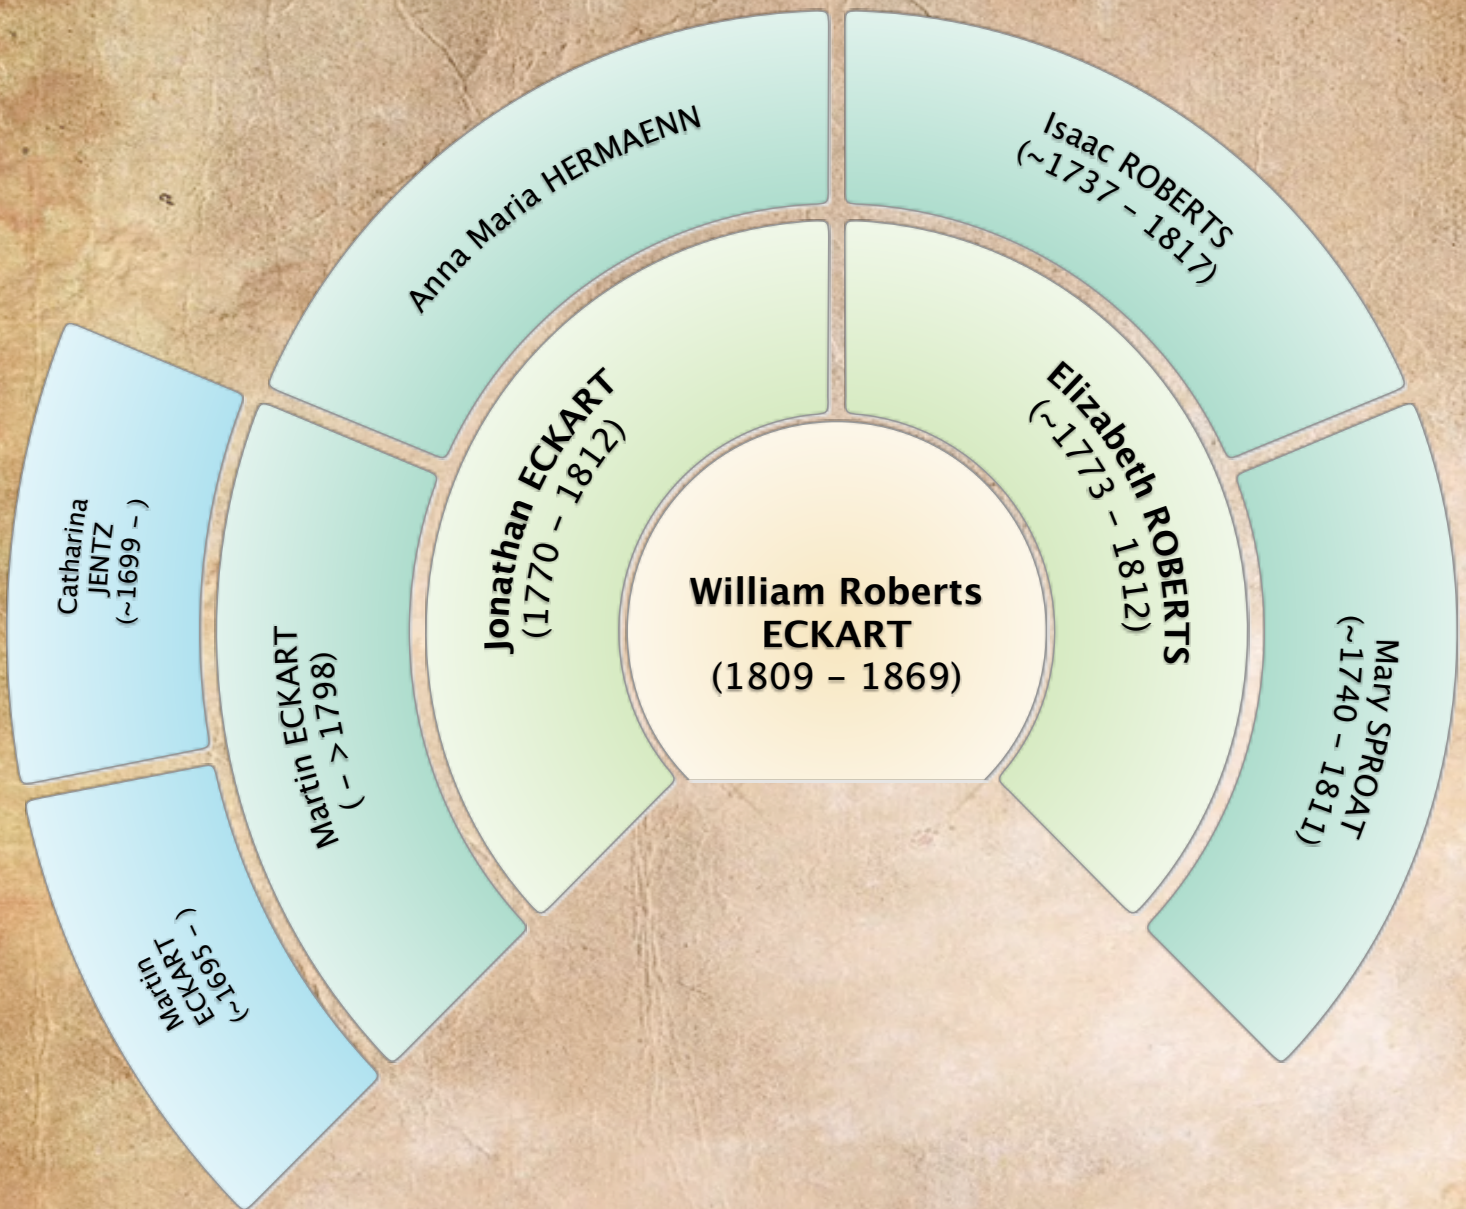 Anna Maria HERMAENN
Isaac ROBERTS
(~1737 – 1817)
Catharina
JENTZ
(~1699 – )
Jonathan ECKART
(1770 – 1812)
Elizabeth ROBERTS
(~1773 – 1812)
William Roberts
ECKART
(1809 – 1869)
Martin ECKART
( – >1798)
Mary SPROAT
(~1740 – 1811)
Martin
ECKART
(~1695 – )